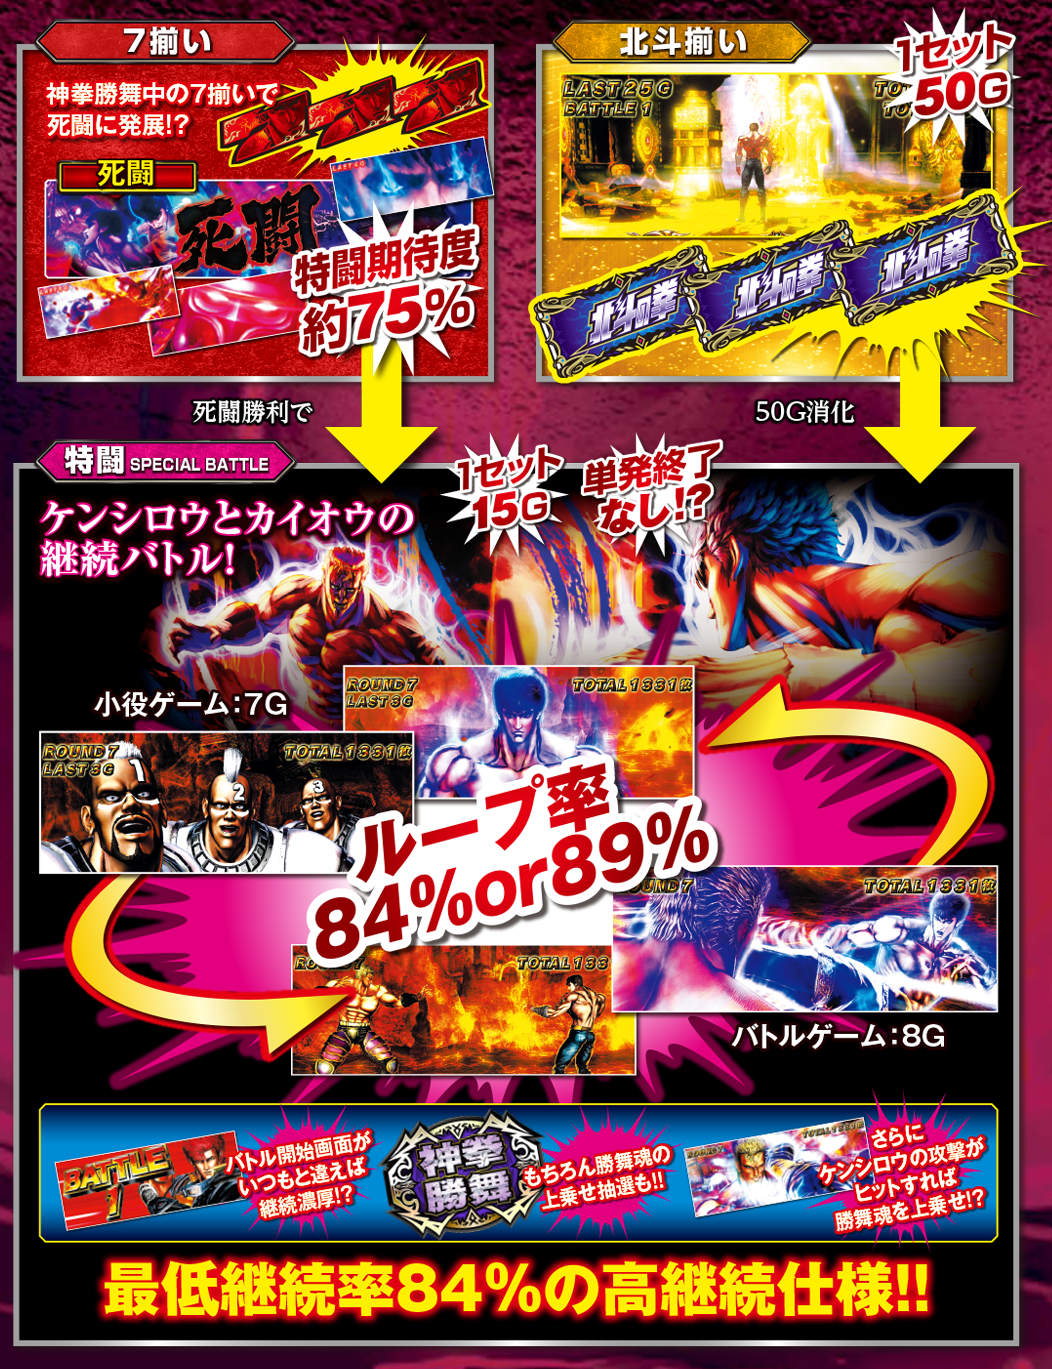 7揃い
神拳勝舞中の7揃いで
死闘に発展!?
死闘
死闘
特闘期待度
約75%
北斗揃い
1セット
50G
LAST 25G
BATTLE 1
北斗の拳
北斗の拳
北斗の拳
死闘勝利で
50G消化
特闘 SPECIAL BATTLE
1セット
15G
単発終了
なし!?
ケンシロウとカイオウの
継続バトル!
小役ゲーム:7G
ROUND 7
LAST 3G
TOTAL 1331枚
ROUND 7
LAST 3G
TOTAL 1331枚
1
2
3
ループ率
84%or89%
ROUND 7
TOTAL 1331枚
TOTAL 133
バトルゲーム:8G
BATTLE
1
バトル開始画面が
いつもと違えば
継続濃厚!?
神拳
勝舞
もちろん勝舞魂の
上乗せ抽選も!!
さらに
ケンシロウの攻撃が
ヒットすれば
勝舞魂を上乗せ!?
最低継続率84%の高継続仕様!!